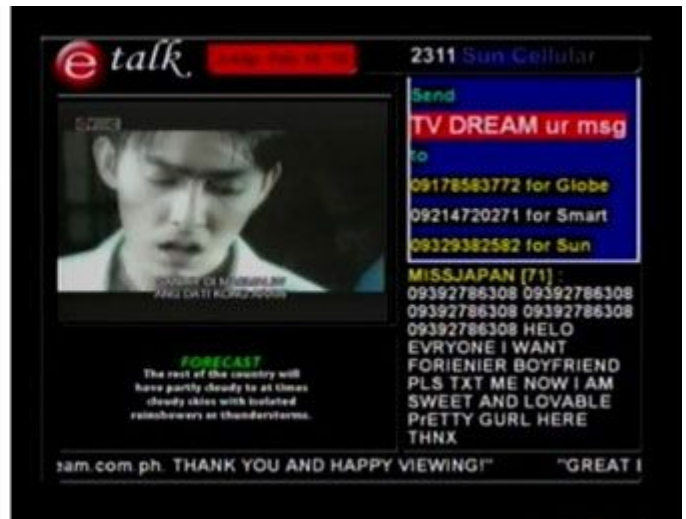 e talk
2311 Sun Cellular
Send
TV DREAM ur msg
to
09178583772 for Globe
09214720271 for Smart
09329382582 for Sun
ANG DATI KONG
MISSJAPAN [71] :
09392786308 09392786308
09392786308 09392786308
09392786308 HELO
EVRYONE I WANT
FORIENIER BOYFRIEND
PLS TXT ME NOW I AM
SWEET AND LOVABLE
PrETTY GURL HERE
THNX
FORECAST
The rest of the country will
have partly cloudy to at times
cloudy skies with isolated
rainshowers or thunderstorms.
eam.com.ph. THANK YOU AND HAPPY VIEWING!" "GREAT